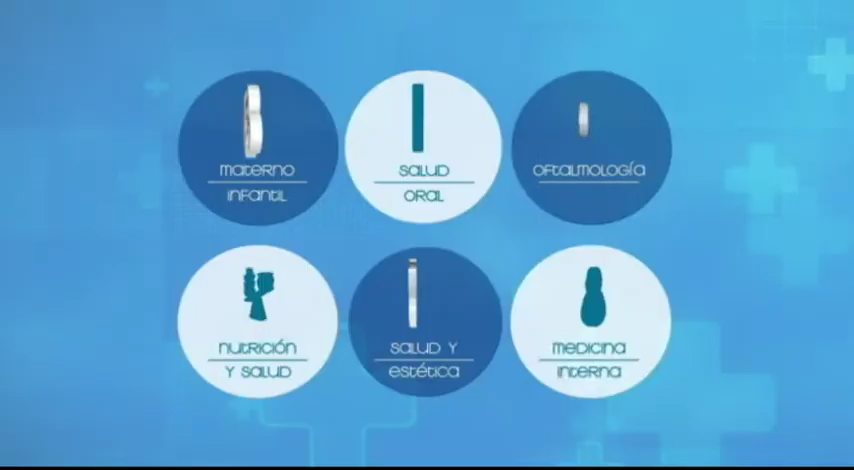 materno
infantil
salud
oral
oftalmología
nutrición
y salud
salud y
estética
medicina
interna